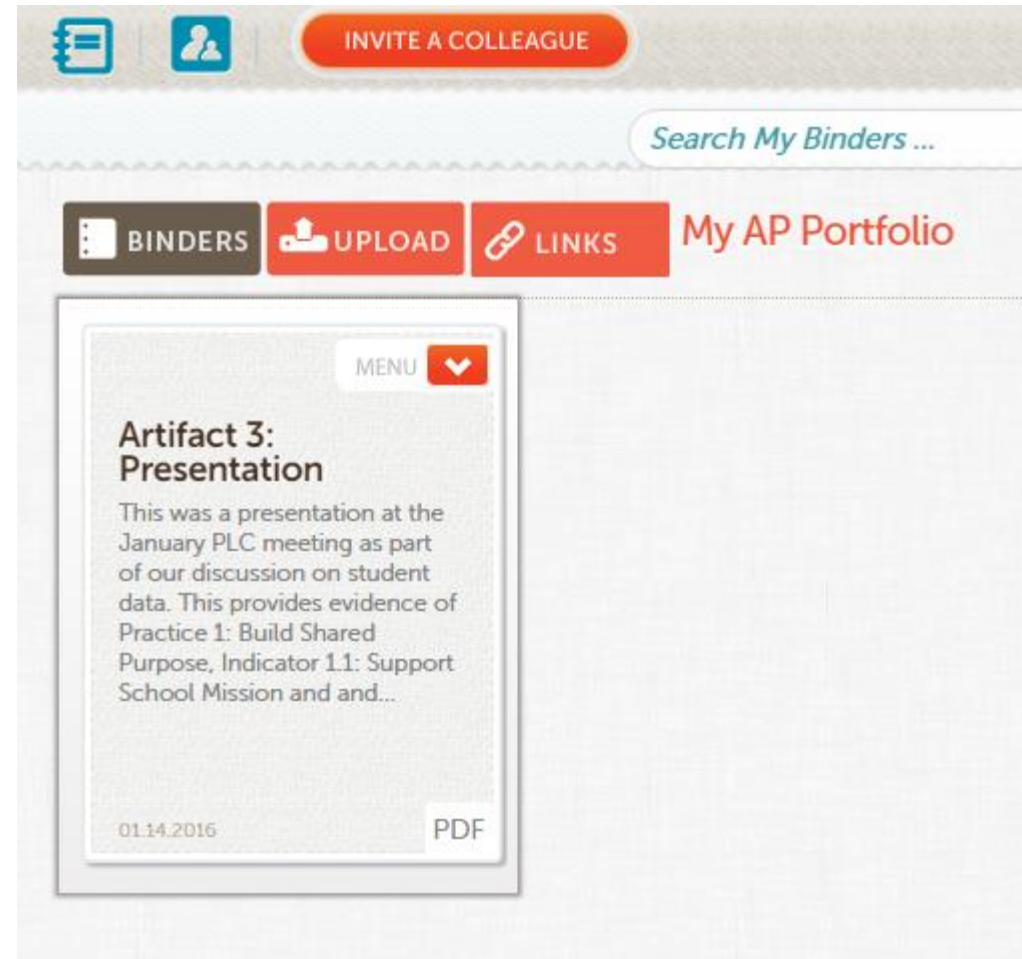 INVITE A COLLEAGUE
Search My Binders ...
BINDERS
UPLOAD
LINKS
My AP Portfolio
MENU
Artifact 3:
Presentation
This was a presentation at the
January PLC meeting as part
of our discussion on student
data. This provides evidence of
Practice 1: Build Shared
Purpose, Indicator 1.1: Support
School Mission and and...
01.14.2016
PDF